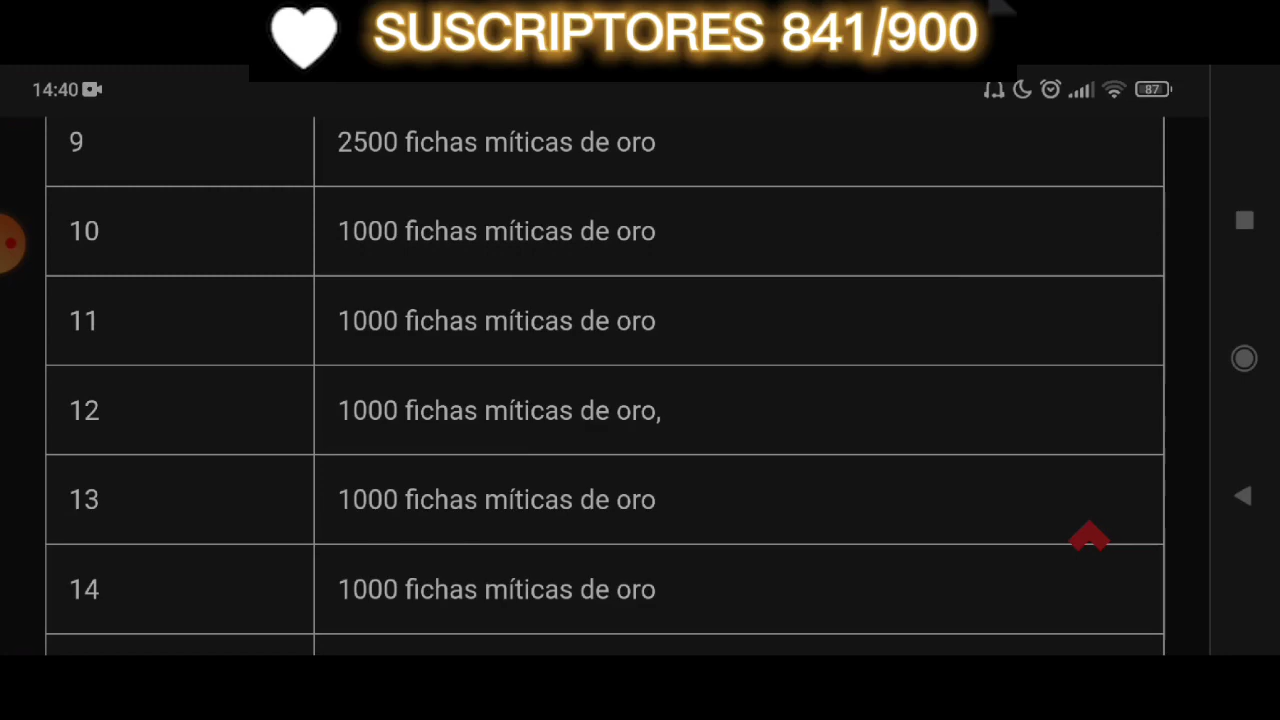 SUSCRIPTORES 841/900
14:40 87
9 2500 fichas míticas de oro
10 1000 fichas míticas de oro
11 1000 fichas míticas de oro
12 1000 fichas míticas de oro,
13 1000 fichas míticas de oro
14 1000 fichas míticas de oro